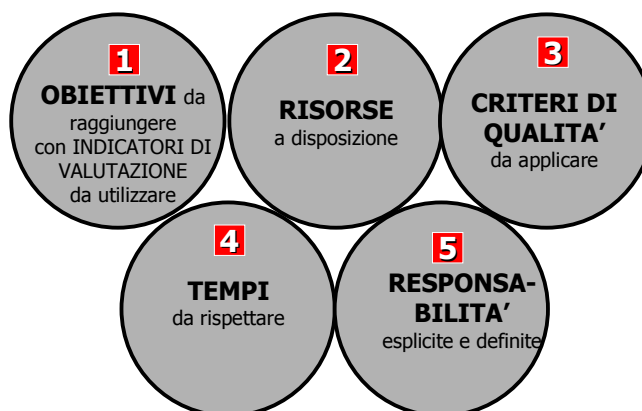 1
OBIETTIVI da
raggiungere
con INDICATORI DI
VALUTAZIONE
da utilizzare
2
RISORSE
a disposizione
3
CRITERI DI
QUALITA’
da applicare
4
TEMPI
da rispettare
5
RESPONSA-
BILITA’
esplicite e definite